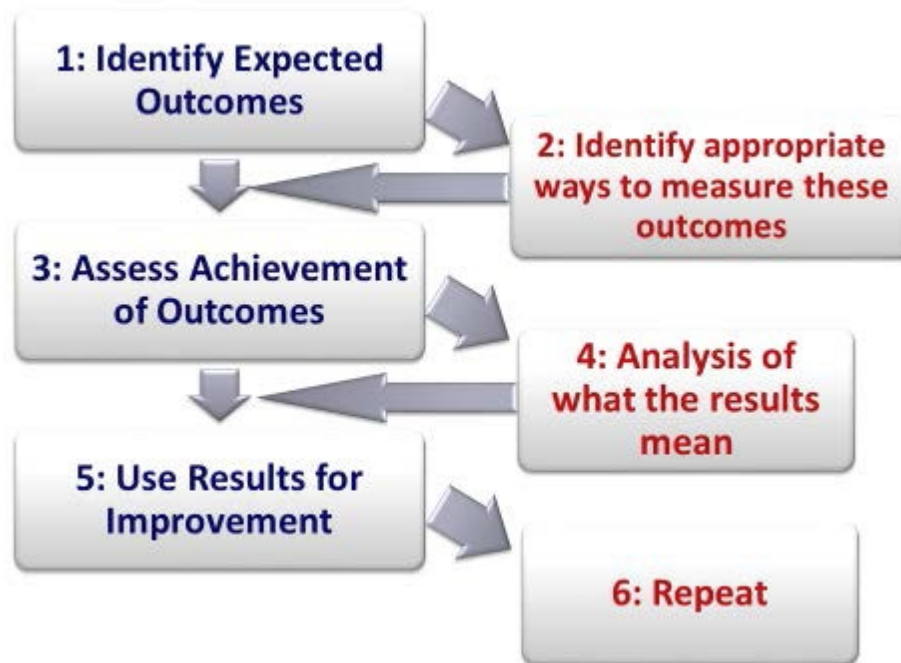 1: Identify Expected
Outcomes
2: Identify appropriate
ways to measure these
outcomes
3: Assess Achievement
of Outcomes
4: Analysis of
what the results
mean
5: Use Results for
Improvement
6: Repeat